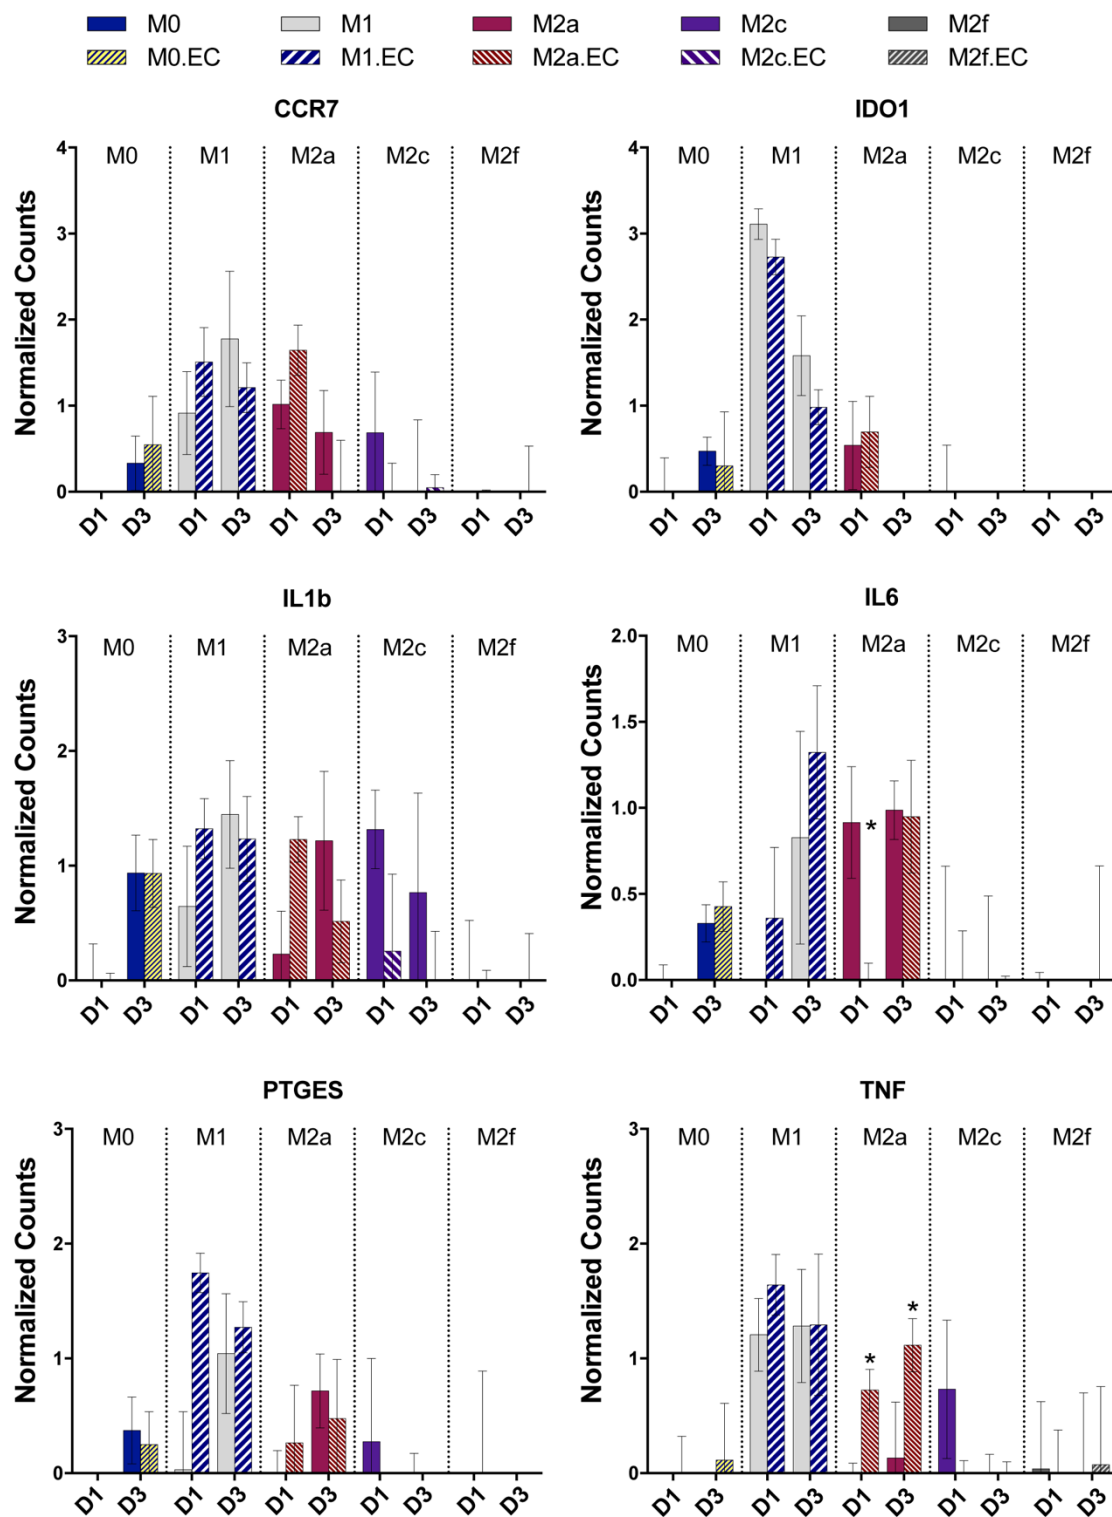 M0 M1 M2a M2c M2f
M0.EC M1.EC M2a.EC M2c.EC M2f.EC
CCR7
Normalized Counts
4
3
2
1
0
M0 M1 M2a M2c M2f
D1 D3 D1 D3 D1 D3 D1 D3 D1 D3
IDO1
Normalized Counts
4
3
2
1
0
M0 M1 M2a M2c M2f
D1 D3 D1 D3 D1 D3 D1 D3 D1 D3
IL1b
Normalized Counts
3
2
1
0
M0 M1 M2a M2c M2f
D1 D3 D1 D3 D1 D3 D1 D3 D1 D3
IL6
Normalized Counts
2.0
1.5
1.0
0.5
0.0
M0 M1 M2a M2c M2f
*
D1 D3 D1 D3 D1 D3 D1 D3 D1 D3
PTGES
Normalized Counts
3
2
1
0
M0 M1 M2a M2c M2f
D1 D3 D1 D3 D1 D3 D1 D3 D1 D3
TNF
Normalized Counts
3
2
1
0
M0 M1 M2a M2c M2f
* *
D1 D3 D1 D3 D1 D3 D1 D3 D1 D3